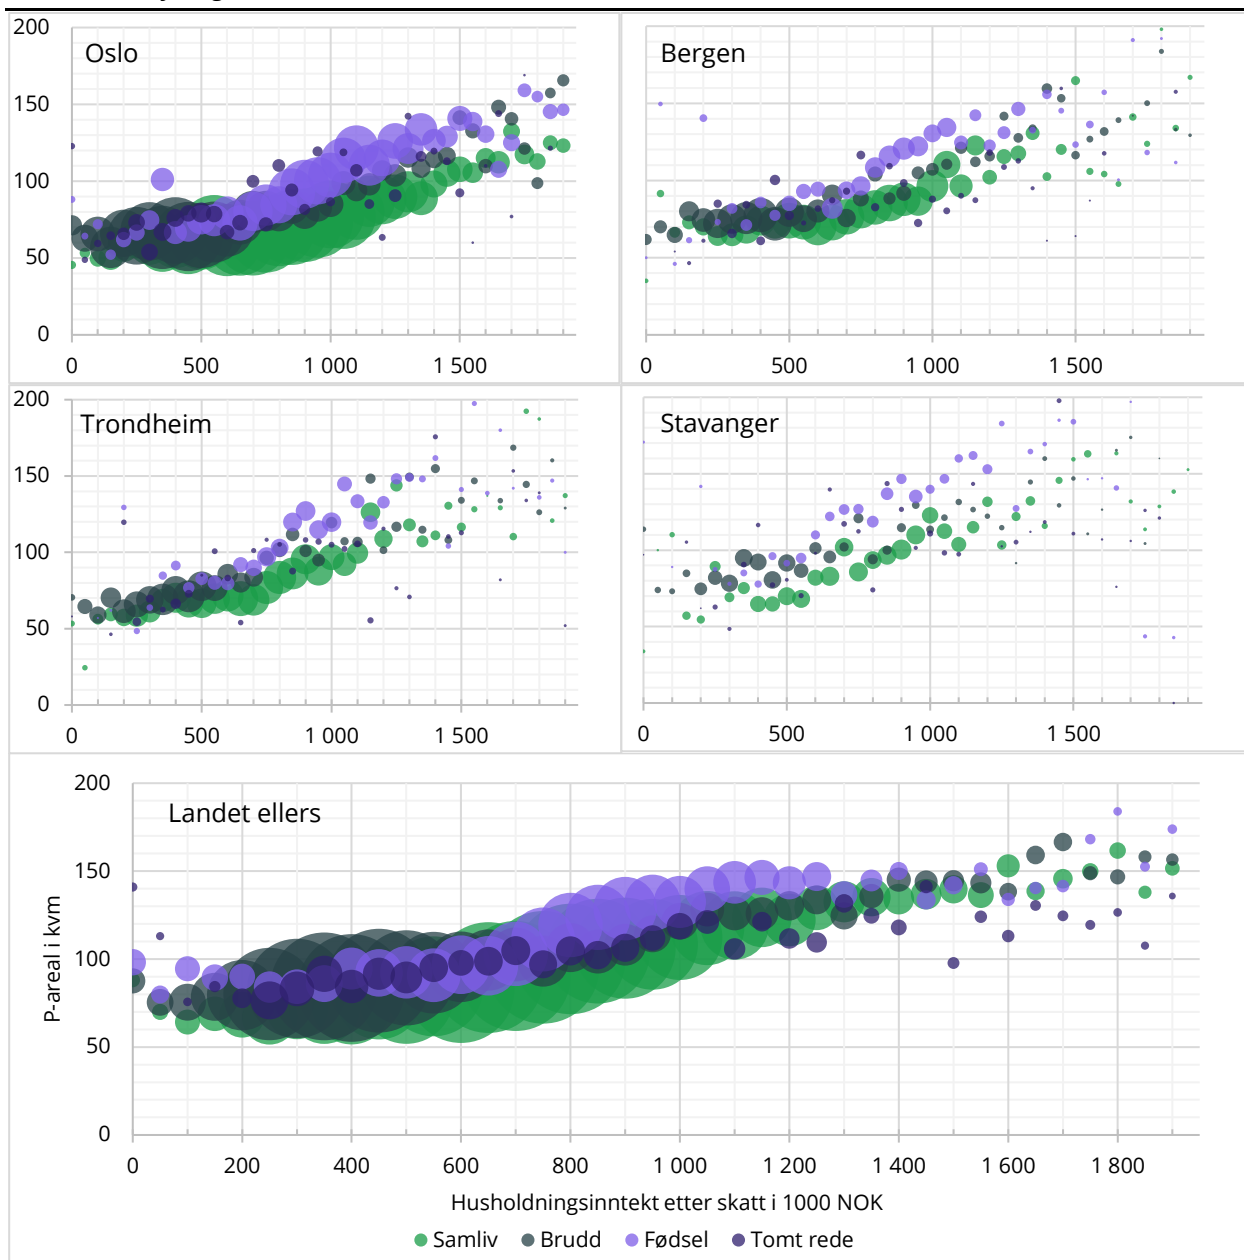 200
Oslo
Bergen
150
100
50
0
0 500 1 000 1 500
0 500 1 000 1 500
200
Trondheim
Stavanger
150
100
50
0
0 500 1 000 1 500
0 500 1 000 1 500
200
Landet ellers
150
100
50
0
P-areal i kvm
0 200 400 600 800 1 000 1 200 1 400 1 600 1 800
Husholdningsinntekt etter skatt i 1000 NOK
Samliv Brudd Fødsel Tomt rede